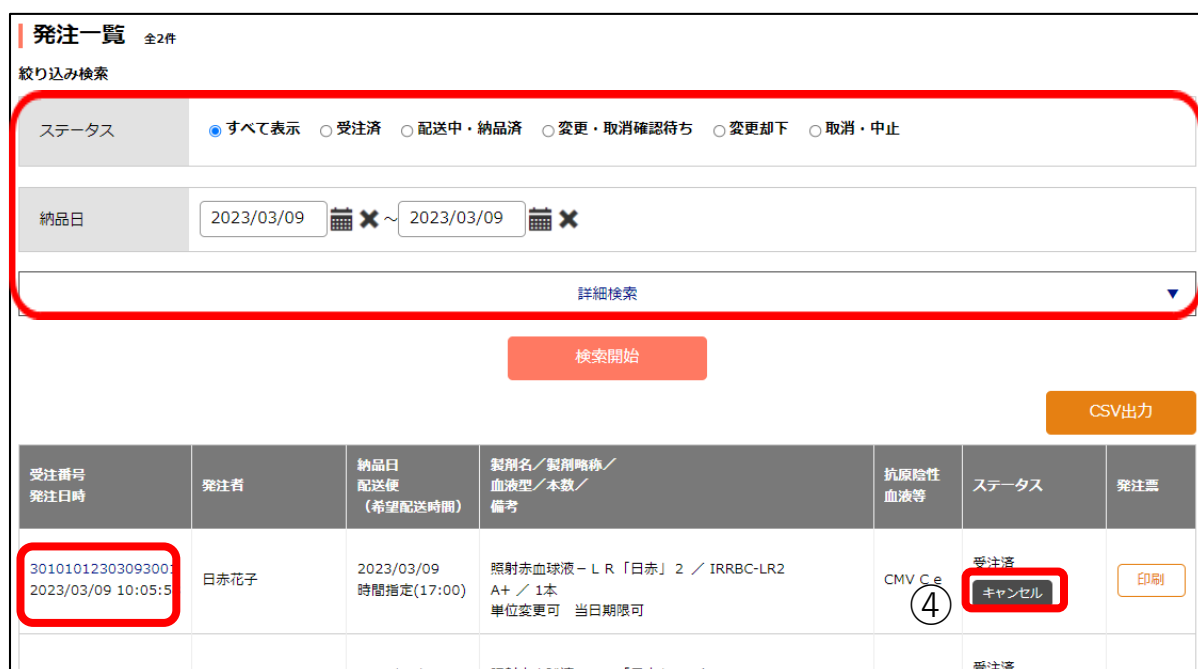 発注一覧 全2件
絞り込み検索
ステータス すべて表示 受注済 配送中・納品済 変更・取消確認待ち 変更却下 取消・中止
納品日 2023/03/09 ～ 2023/03/09
詳細検索 ▼
検索開始
CSV出力
受注番号
発注日時
発注者
納品日
配送便
（希望配送時間）
製剤名／製剤略称／
血液型／本数／
備考
抗原陰性
血液等
ステータス
発注票
3010101230309300
2023/03/09 10:05:5
日赤花子
2023/03/09
時間指定(17:00)
照射赤血球液－ＬＲ「日赤」2 ／ IRRBC-LR2
A+ ／ 1本
単位変更可 当日期限可
CMV C,e
④
受注済
キャンセル
印刷
受注済